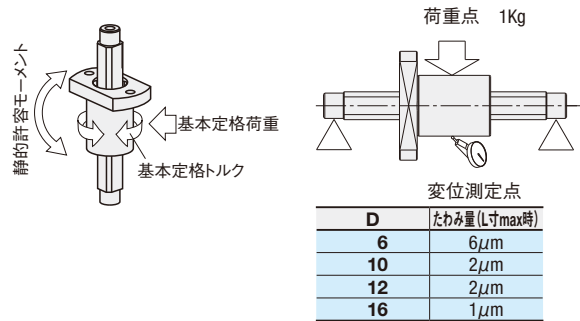 静的許容モーメント
基本定格荷重
基本定格トルク
荷重点 1Kg
変位測定点
D たわみ量(L寸max時)
6 6μm
10 2μm
12 2μm
16 1μm